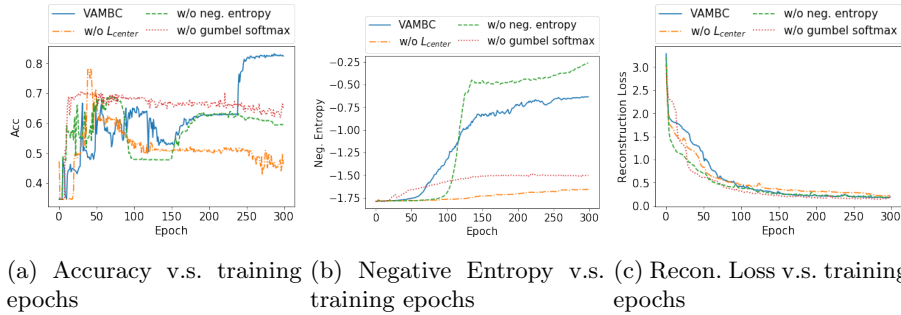 VAMBC
w/o L_center
w/o neg. entropy
w/o gumbel softmax
Acc
0.8
0.7
0.6
0.5
0.4
0 50 100 150 200 250 300
Epoch
VAMBC
w/o L_center
w/o neg. entropy
w/o gumbel softmax
Neg. Entropy
−0.25
−0.50
−0.75
−1.00
−1.25
−1.50
−1.75
0 50 100 150 200 250 300
Epoch
VAMBC
w/o L_center
w/o neg. entropy
w/o gumbel softmax
Reconstruction Loss
3.0
2.5
2.0
1.5
1.0
0.5
0.0
0 50 100 150 200 250 300
Epoch
(a) Accuracy v.s. training
epochs
(b) Negative Entropy v.s.
training epochs
(c) Recon. Loss v.s. training
epochs